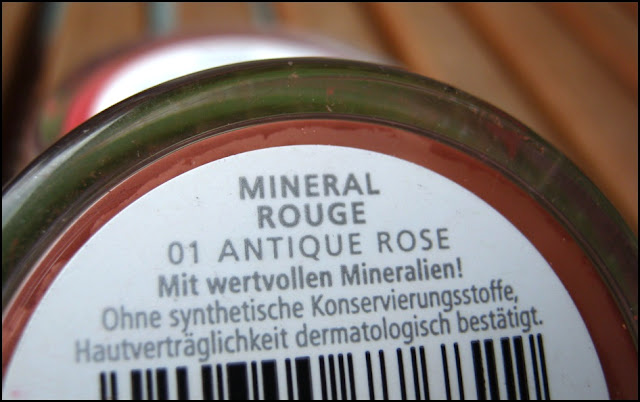 MINERAL
ROUGE
01 ANTIQUE ROSE
Mit wertvollen Mineralien!
Ohne synthetische Konservierungsstoffe,
Hautverträglichkeit dermatologisch bestätigt.